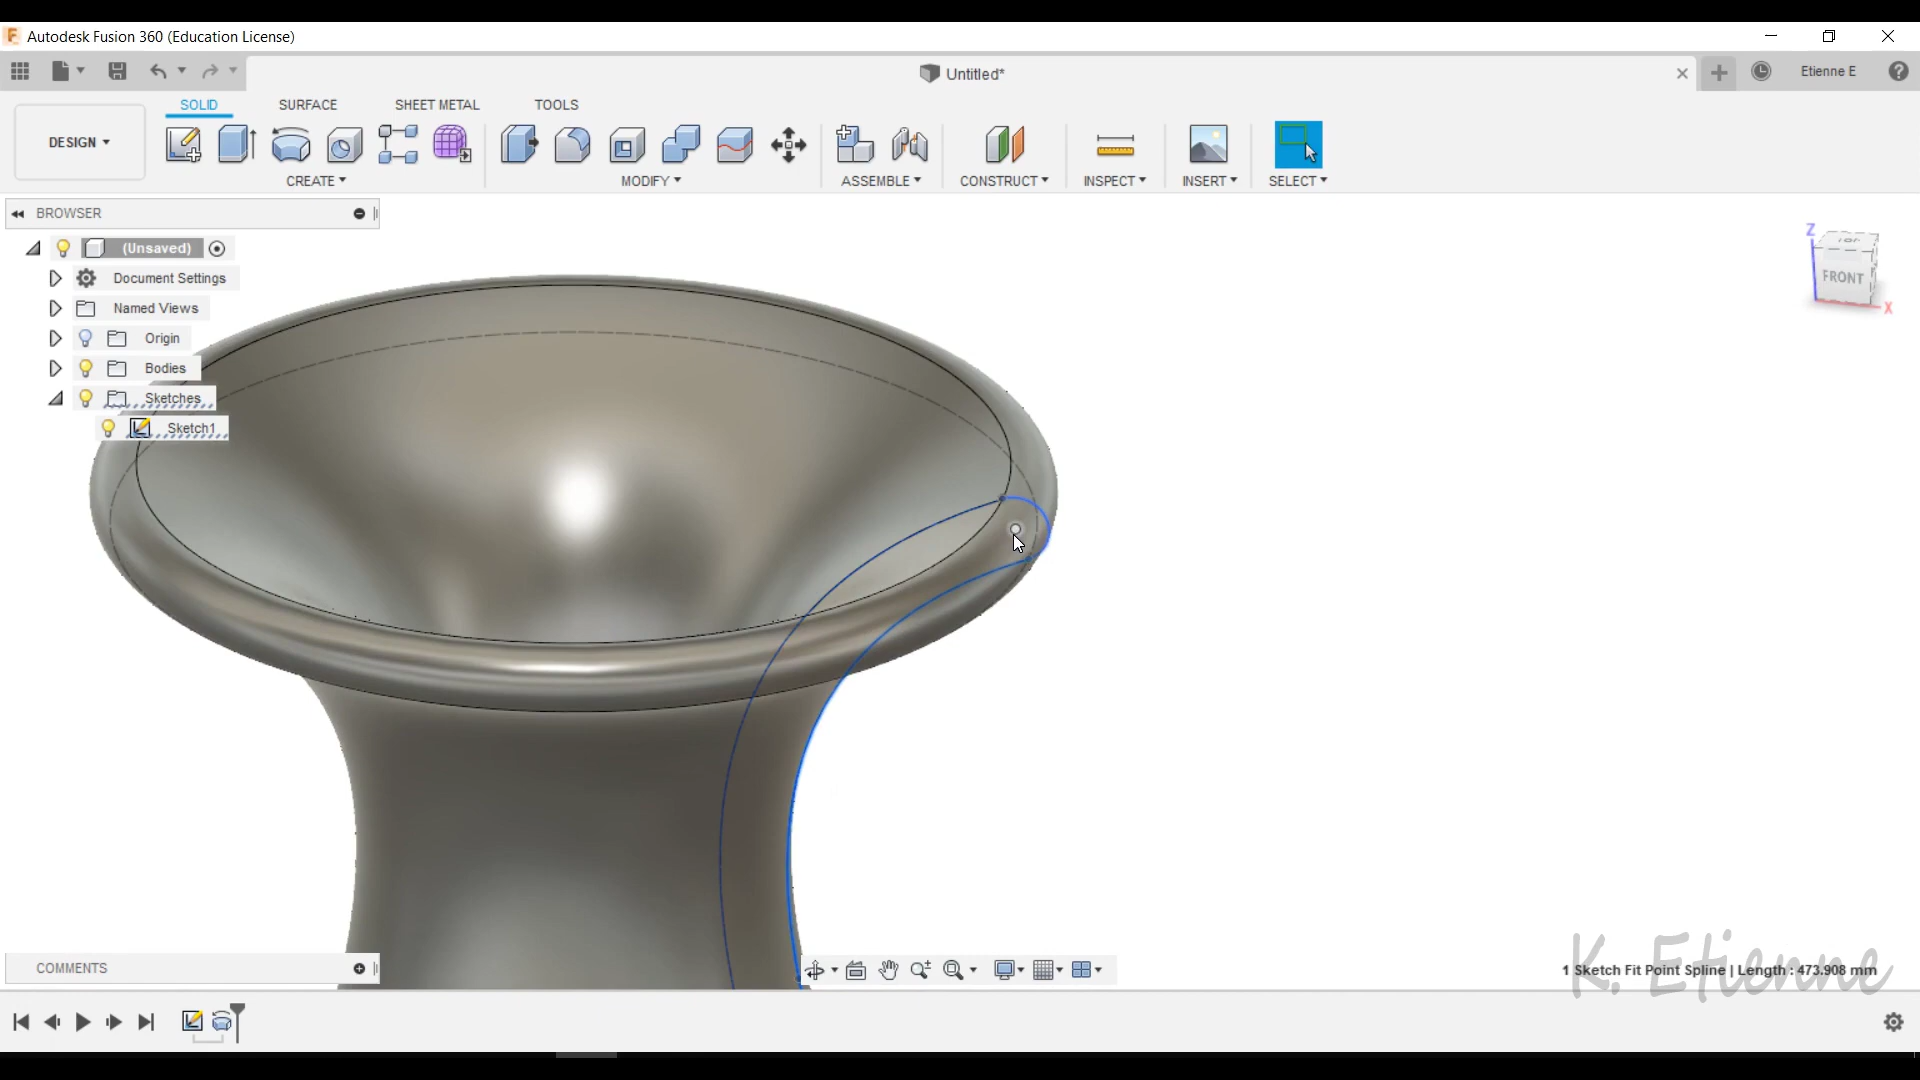 Autodesk Fusion 360 (Education License)
Untitled*
Etienne E
SOLID
SURFACE
SHEET METAL
TOOLS
DESIGN
CREATE
MODIFY
ASSEMBLE
CONSTRUCT
INSPECT
INSERT
SELECT
BROWSER
(Unsaved)
Document Settings
Named Views
Origin
Bodies
Sketches
Sketch1
Z
TOP
FRONT
X
COMMENTS
1 Sketch Fit Point Spline | Length : 473.908 mm
K. Etienne